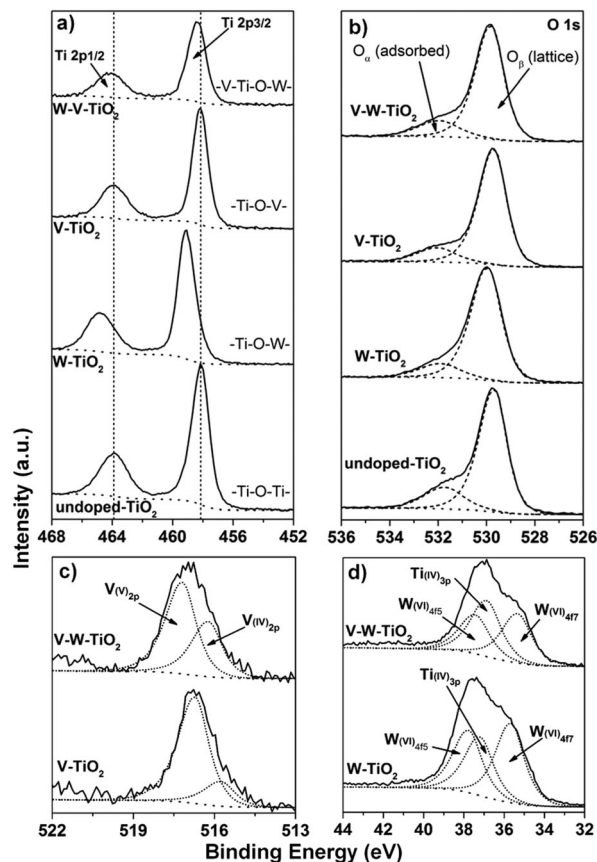 a)
Ti 2p3/2
Ti 2p1/2
-V-Ti-O-W-
W-V-TiO2
-Ti-O-V-
V-TiO2
-Ti-O-W-
W-TiO2
-Ti-O-Ti-
undoped-TiO2
468 464 460 456 452
b)
O 1s
Oα (adsorbed)
Oβ (lattice)
V-W-TiO2
V-TiO2
W-TiO2
undoped-TiO2
536 534 532 530 528 526
Intensity (a.u.)
c)
V(V)2p
V(IV)2p
V-W-TiO2
V-TiO2
522 519 516 513
d)
Ti(IV)3p
W(VI)4f5
W(VI)4f7
V-W-TiO2
Ti(IV)3p
W(VI)4f5
W(VI)4f7
W-TiO2
44 42 40 38 36 34 32
Binding Energy (eV)